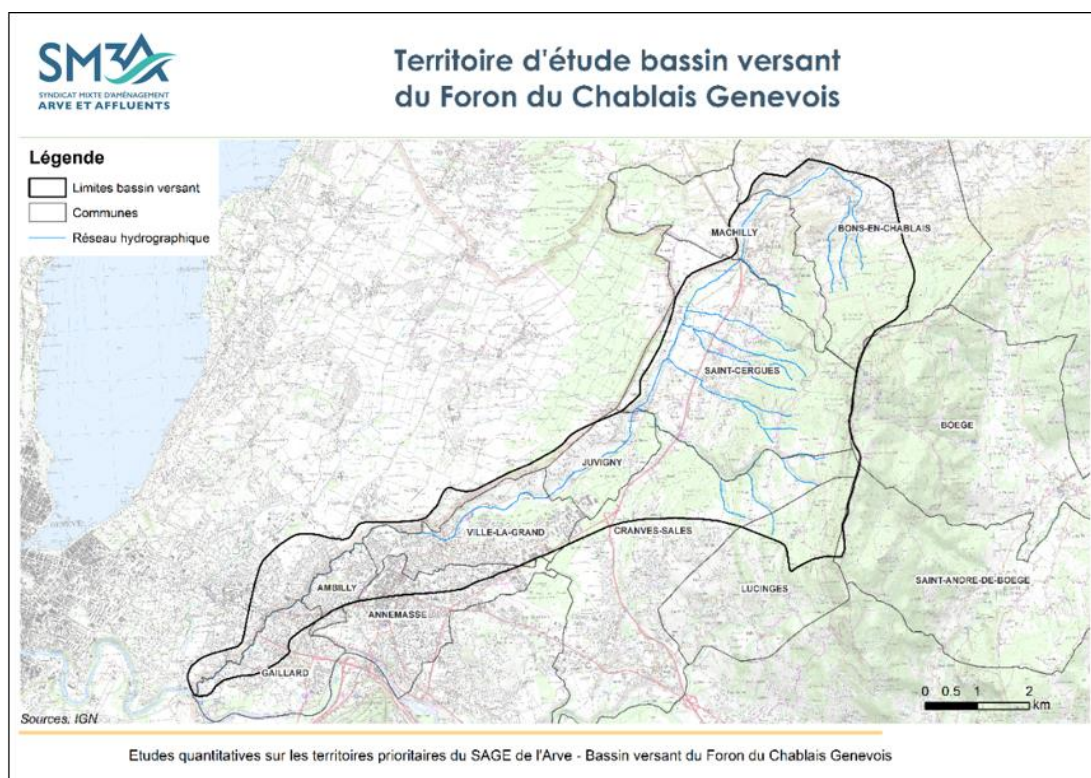 SM3A
SYNDICAT MIXTE D'AMÉNAGEMENT
ARVE ET AFFLUENTS
Territoire d'étude bassin versant
du Foron du Chablais Genevois
Légende
Limites bassin versant
Communes
Réseau hydrographique
MACHILLY
BONS-EN-CHABLAIS
SAINT-CERGUES
BOEGE
JUVIGNY
VILLE-LA-GRAND
CRANVES-SALES
AMBILLY
SAINT-ANDRE-DE-BOEGE
LUCINGES
ANNEMASSE
GAILLARD
0 0.5 1 2
km
Sources, IGN
Etudes quantitatives sur les territoires prioritaires du SAGE de l'Arve - Bassin versant du Foron du Chablais Genevois